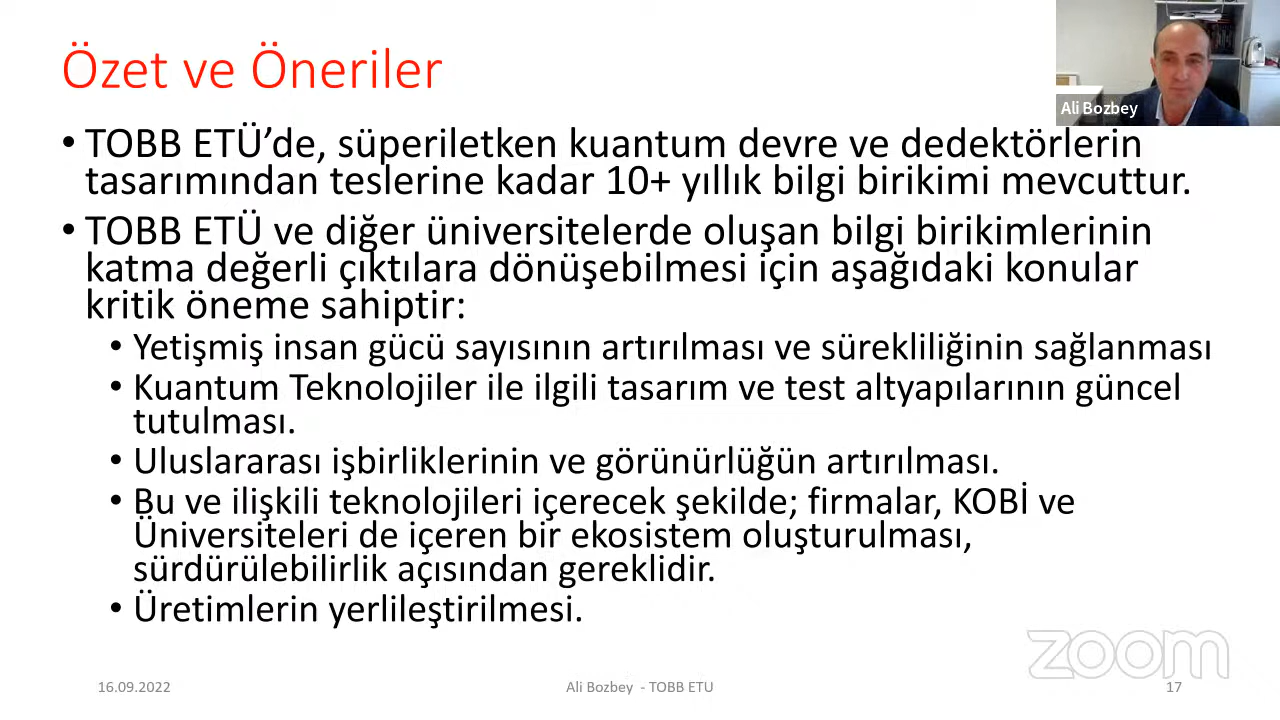 Özet ve Öneriler
Ali Bozbey
• TOBB ETÜ’de, süperiletken kuantum devre ve dedektörlerin
tasarımından teslerine kadar 10+ yıllık bilgi birikimi mevcuttur.
• TOBB ETÜ ve diğer üniversitelerde oluşan bilgi birikimlerinin
katma değerli çıktılara dönüşebilmesi için aşağıdaki konular
kritik öneme sahiptir:
• Yetişmiş insan gücü sayısının artırılması ve sürekliliğinin sağlanması
• Kuantum Teknolojiler ile ilgili tasarım ve test altyapılarının güncel
tutulması.
• Uluslararası işbirliklerinin ve görünürlüğün artırılması.
• Bu ve ilişkili teknolojileri içerecek şekilde; firmalar, KOBİ ve
Üniversiteleri de içeren bir ekosistem oluşturulması,
sürdürülebilirlik açısından gereklidir.
• Üretimlerin yerlileştirilmesi.
zoom
16.09.2022
Ali Bozbey - TOBB ETU
17